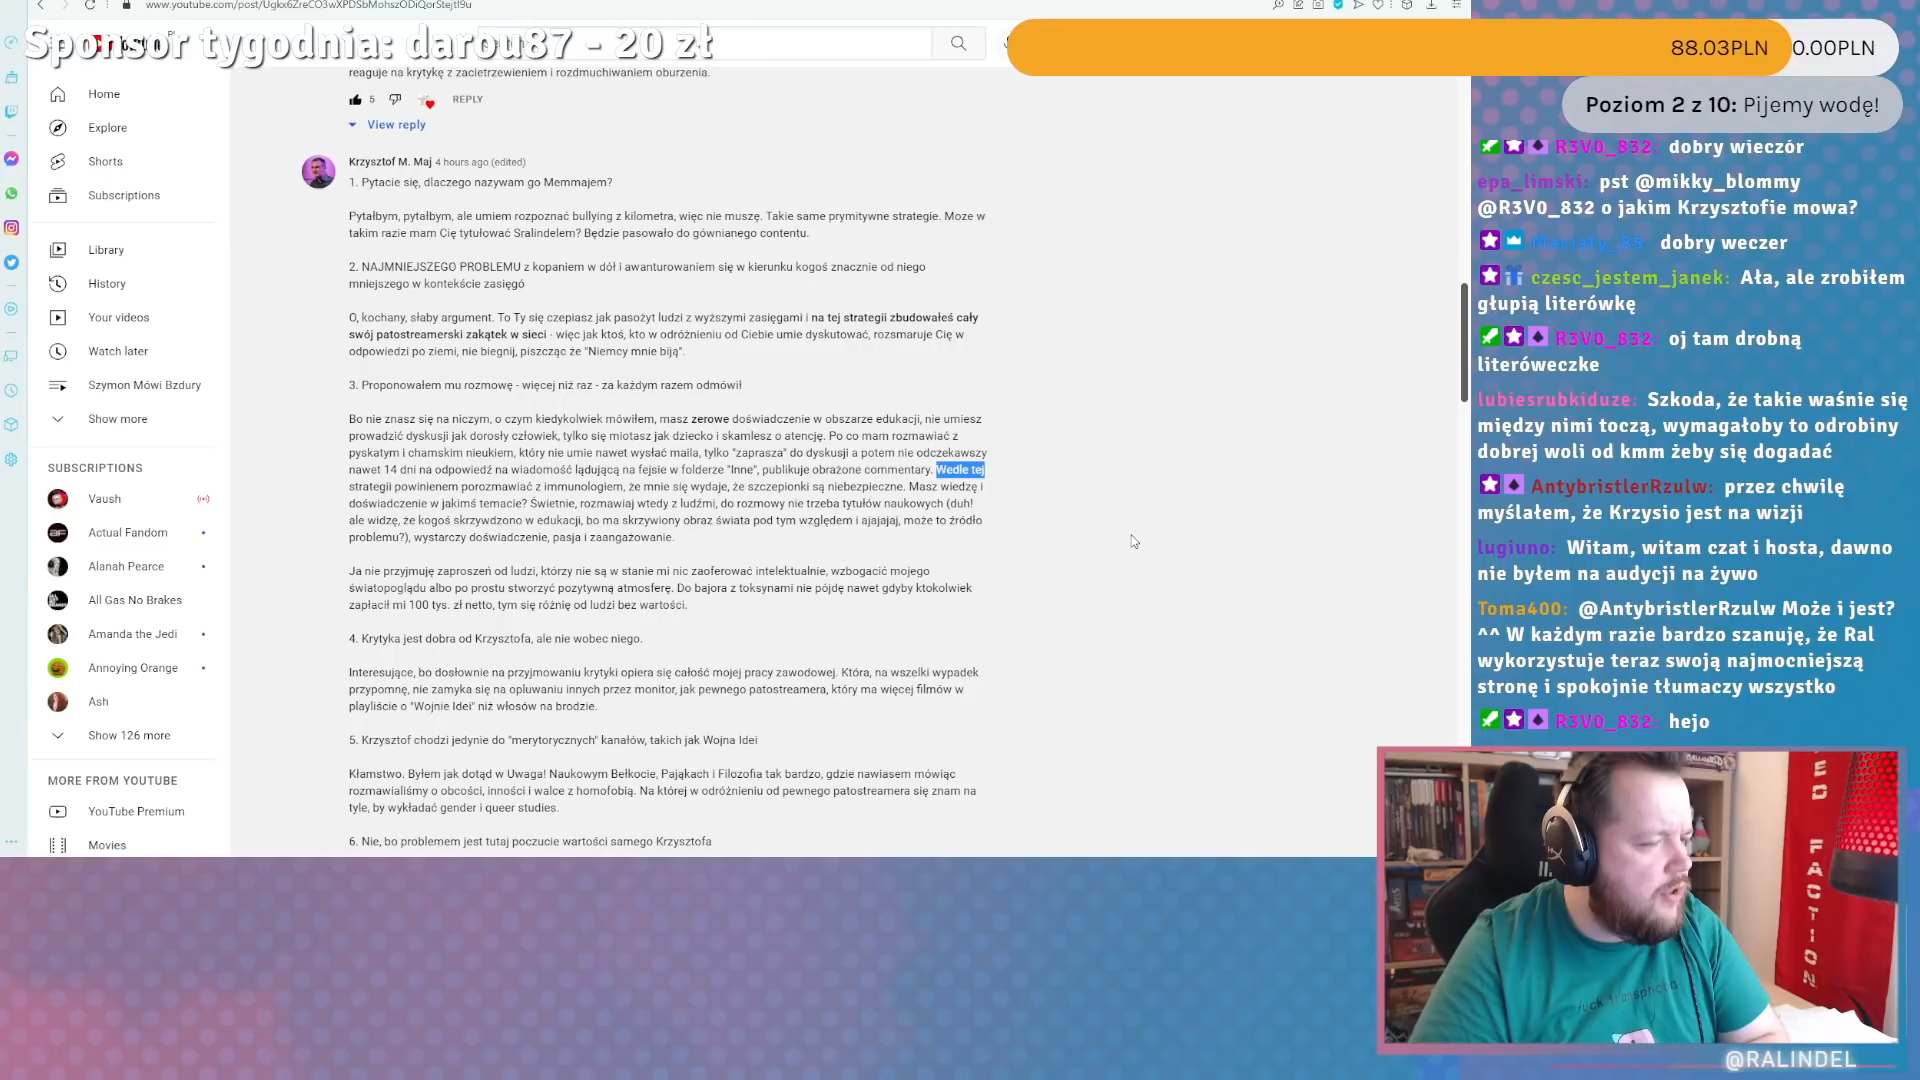 www.youtube.com/post/Ugkx6ZreCO3wXPDSbMohszODiQorStejtl9u
Sponsor tygodnia: darou87 - 20 zł
88.03PLN
0.00PLN
Poziom 2 z 10: Pijemy wodę!
Home
Explore
Shorts
Subscriptions
Library
History
Your videos
Watch later
Szymon Mówi Bzdury
Show more
SUBSCRIPTIONS
Vaush
Actual Fandom
Alanah Pearce
All Gas No Brakes
Amanda the Jedi
Annoying Orange
Ash
Show 126 more
MORE FROM YOUTUBE
YouTube Premium
Movies
reaguje na krytykę z zacietrzewieniem i rozdmuchiwaniem oburzenia.
5 REPLY
View reply
Krzysztof M. Maj 4 hours ago (edited)
1. Pytacie się, dlaczego nazywam go Memmajem?
Pytałbym, pytałbym, ale umiem rozpoznać bullying z kilometra, więc nie muszę. Takie same prymitywne strategie. Moze w
takim razie mam Cię tytułować Sralindelem? Będzie pasowało do gównianego contentu.
2. NAJMNIEJSZEGO PROBLEMU z kopaniem w dół i awanturowaniem się w kierunku kogoś znacznie od niego
mniejszego w kontekście zasięgó
O, kochany, słaby argument. To Ty się czepiasz jak pasożyt ludzi z wyższymi zasięgami i na tej strategii zbudowałeś cały
swój patostreamerski zakątek w sieci - więc jak ktoś, kto w odróżnieniu od Ciebie umie dyskutować, rozsmaruje Cię w
odpowiedzi po ziemi, nie biegnij, piszcząc że "Niemcy mnie biją".
3. Proponowałem mu rozmowę - więcej niż raz - za każdym razem odmówił
Bo nie znasz się na niczym, o czym kiedykolwiek mówiłem, masz zerowe doświadczenie w obszarze edukacji, nie umiesz
prowadzić dyskusji jak dorosły człowiek, tylko się miotasz jak dziecko i skamlesz o atencję. Po co mam rozmawiać z
pyskatym i chamskim nieukiem, który nie umie nawet wysłać maila, tylko "zaprasza" do dyskusji a potem nie odczekawszy
nawet 14 dni na odpowiedź na wiadomość lądującą na fejsie w folderze "Inne", publikuje obrażone commentary. Wedle tej
strategii powinienem porozmawiać z immunologiem, że mnie się wydaje, że szczepionki są niebezpieczne. Masz wiedzę i
doświadczenie w jakimś temacie? Świetnie, rozmawiaj wtedy z ludźmi, do rozmowy nie trzeba tytułów naukowych (duh!
ale widzę, że kogoś skrzywdzono w edukacji, bo ma skrzywiony obraz świata pod tym względem i ajajajaj, może to źródło
problemu?), wystarczy doświadczenie, pasja i zaangażowanie.
Ja nie przyjmuję zaproszeń od ludzi, którzy nie są w stanie mi nic zaoferować intelektualnie, wzbogacić mojego
światopoglądu albo po prostu stworzyć pozytywną atmosferę. Do bajora z toksynami nie pójdę nawet gdyby ktokolwiek
zapłacił mi 100 tys. zł netto, tym się różnię od ludzi bez wartości.
4. Krytyka jest dobra od Krzysztofa, ale nie wobec niego.
Interesujące, bo dosłownie na przyjmowaniu krytyki opiera się całość mojej pracy zawodowej. Która, na wszelki wypadek
przypomnę, nie zamyka się na opluwaniu innych przez monitor, jak pewnego patostreamera, który ma więcej filmów w
playliście o "Wojnie Idei" niż włosów na brodzie.
5. Krzysztof chodzi jedynie do "merytorycznych" kanałów, takich jak Wojna Idei
Kłamstwo. Byłem jak dotąd w Uwaga! Naukowym Bełkocie, Pająkach i Filozofia tak bardzo, gdzie nawiasem mówiąc
rozmawialiśmy o obcości, inności i walce z homofobią. Na której w odróżnieniu od pewnego patostreamera się znam na
tyle, by wykładać gender i queer studies.
6. Nie, bo problemem jest tutaj poczucie wartości samego Krzysztofa
R3V0_832: dobry wieczór
epa_limski: pst @mikky_blommy
@R3V0_832 o jakim Krzysztofie mowa?
dobry weczer
czesc_jestem_janek: Ała, ale zrobiłem
głupią literówkę
R3V0_832: oj tam drobną
literóweczke
lubiesrubkiduze: Szkoda, że takie waśnie się
między nimi toczą, wymagałoby to odrobiny
dobrej woli od kmm żeby się dogadać
AntybristlerRzulw: przez chwilę
myślałem, że Krzysio jest na wizji
lugiuno: Witam, witam czat i hosta, dawno
nie byłem na audycji na żywo
Toma400: @AntybristlerRzulw Może i jest?
^^ W każdym razie bardzo szanuję, że Ral
wykorzystuje teraz swoją najmocniejszą
stronę i spokojnie tłumaczy wszystko
R3V0_832: hejo
FACTION
@RALINDEL